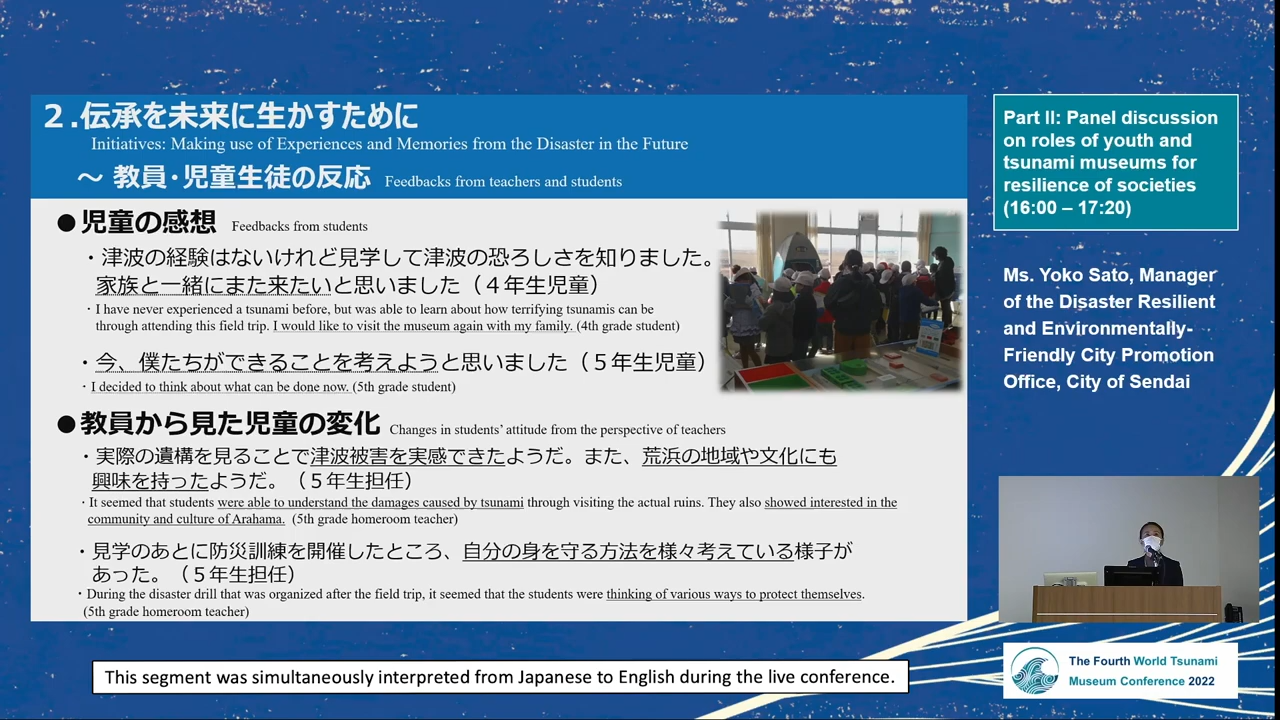 ２.伝承を未来に生かすために
Initiatives: Making use of Experiences and Memories from the Disaster in the Future
～ 教員・児童生徒の反応 Feedbacks from teachers and students
●児童の感想 Feedbacks from students
・津波の経験はないけれど見学して津波の恐ろしさを知りました。
家族と一緒にまた来たいと思いました（４年生児童）
・I have never experienced a tsunami before, but was able to learn about how terrifying tsunamis can be
through attending this field trip. I would like to visit the museum again with my family. (4th grade student)
・今、僕たちができることを考えようと思いました（５年生児童）
・I decided to think about what can be done now. (5th grade student)
●教員から見た児童の変化 Changes in students’ attitude from the perspective of teachers
・実際の遺構を見ることで津波被害を実感できたようだ。また、荒浜の地域や文化にも
興味を持ったようだ。（５年生担任）
・It seemed that students were able to understand the damages caused by tsunami through visiting the actual ruins. They also showed interested in the
community and culture of Arahama. (5th grade homeroom teacher)
・見学のあとに防災訓練を開催したところ、自分の身を守る方法を様々考えている様子が
あった。（５年生担任）
・During the disaster drill that was organized after the field trip, it seemed that the students were thinking of various ways to protect themselves.
(5th grade homeroom teacher)
Part II: Panel discussion
on roles of youth and
tsunami museums for
resilience of societies
(16:00 – 17:20)
Ms. Yoko Sato, Manager
of the Disaster Resilient
and Environmentally-
Friendly City Promotion
Office, City of Sendai
The Fourth World Tsunami
Museum Conference 2022
This segment was simultaneously interpreted from Japanese to English during the live conference.